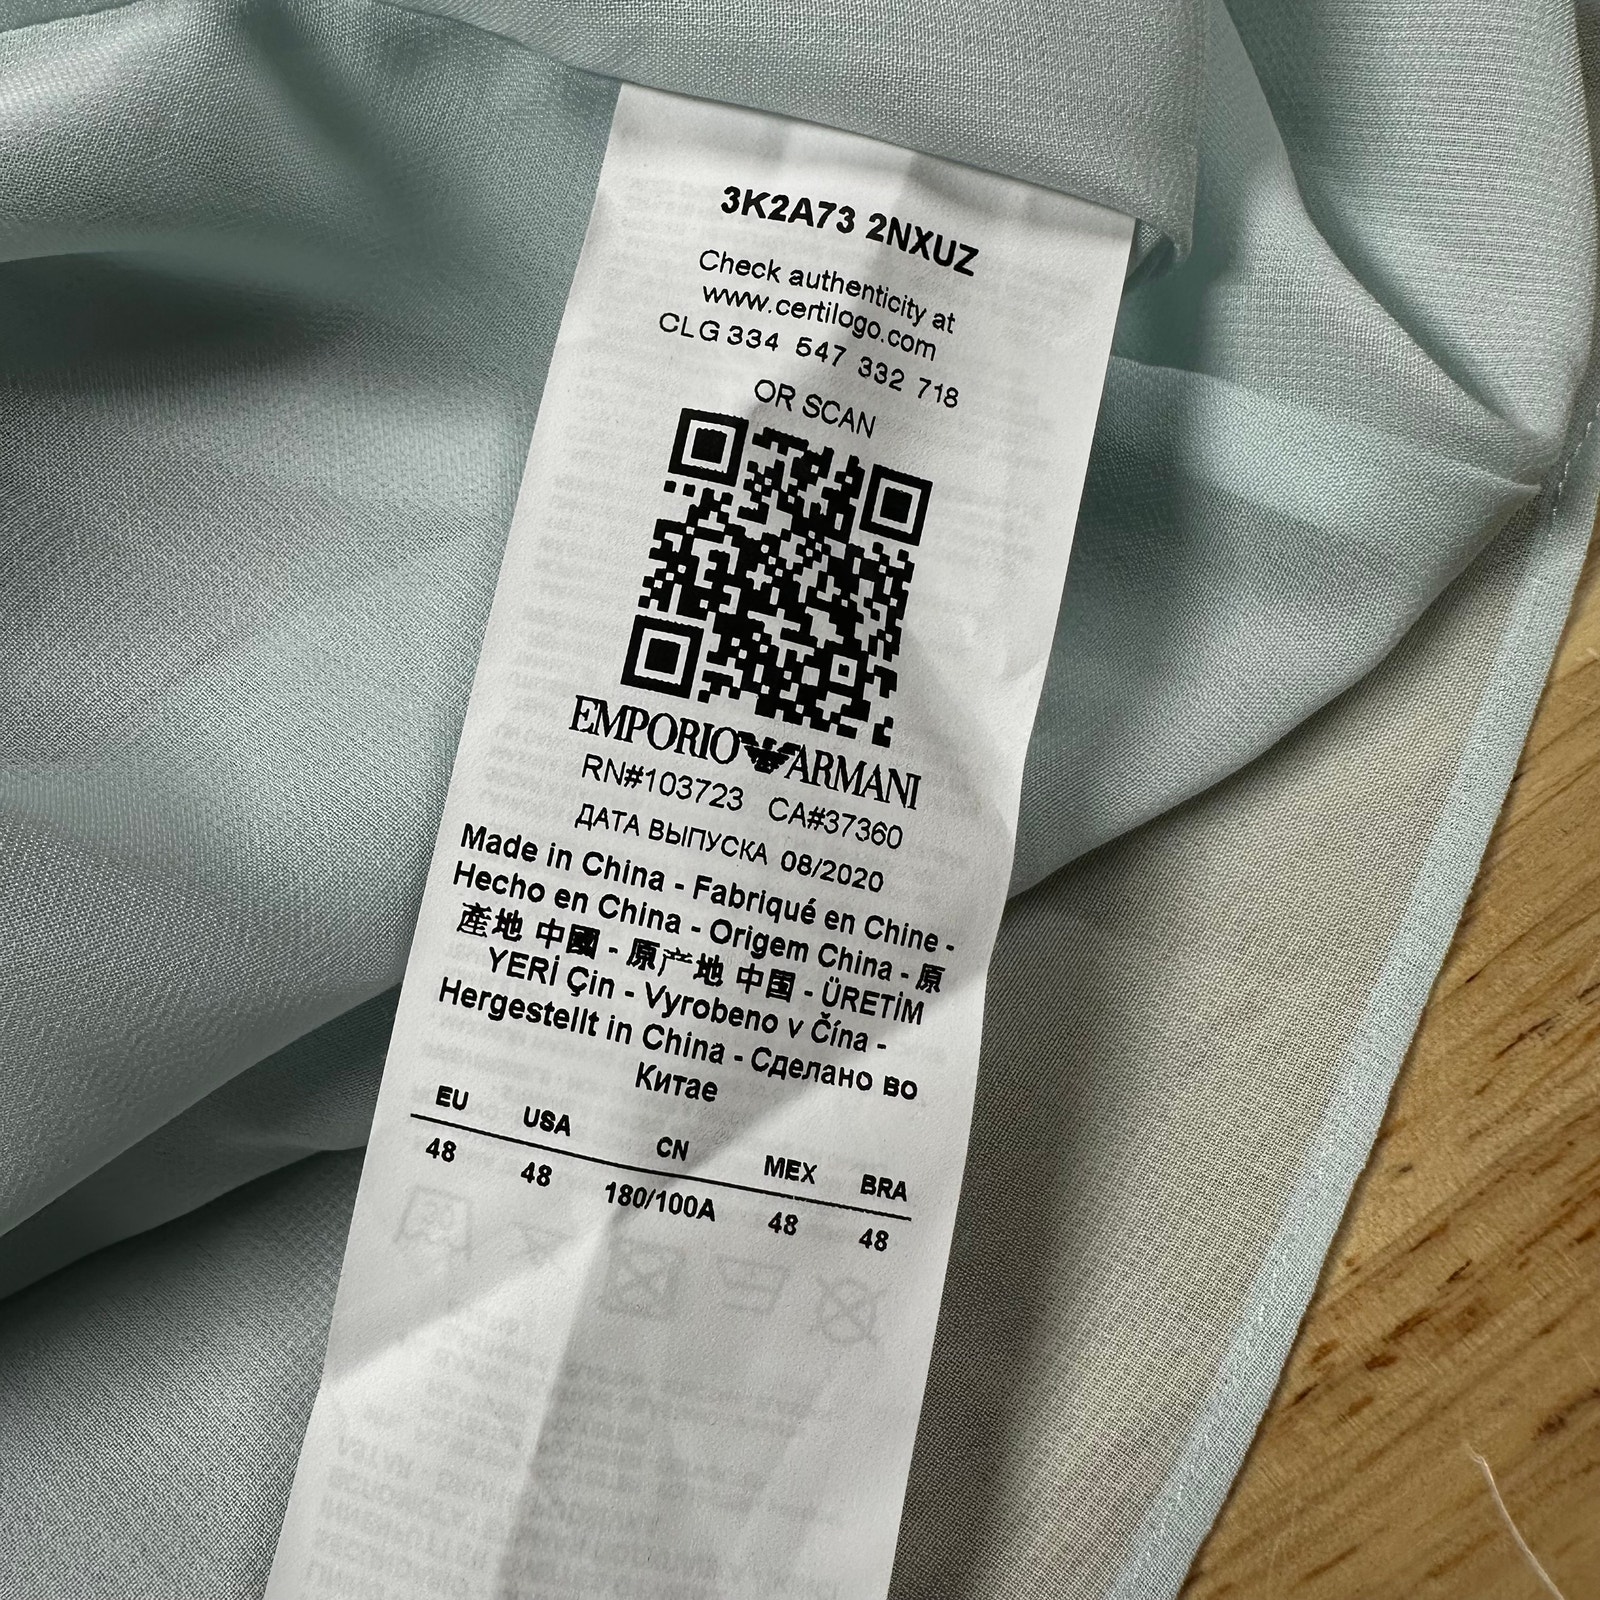 3K2A73 2NXUZ
Check authenticity at
www.certilogo.com
CLG 334 547 332 718
OR SCAN
EMPORIO ARMANI
RN#103723 CA#37360
ДАТА ВЫПУСКА 08/2020
Made in China - Fabriqué en Chine -
Hecho en China - Origem China - 原
產地 中國 - 原产地 中国 - ÜRETİM
YERİ Çin - Vyrobeno v Čína -
Hergestellt in China - Сделано во
Китае
EU USA CN MEX BRA
48 48 180/100A 48 48